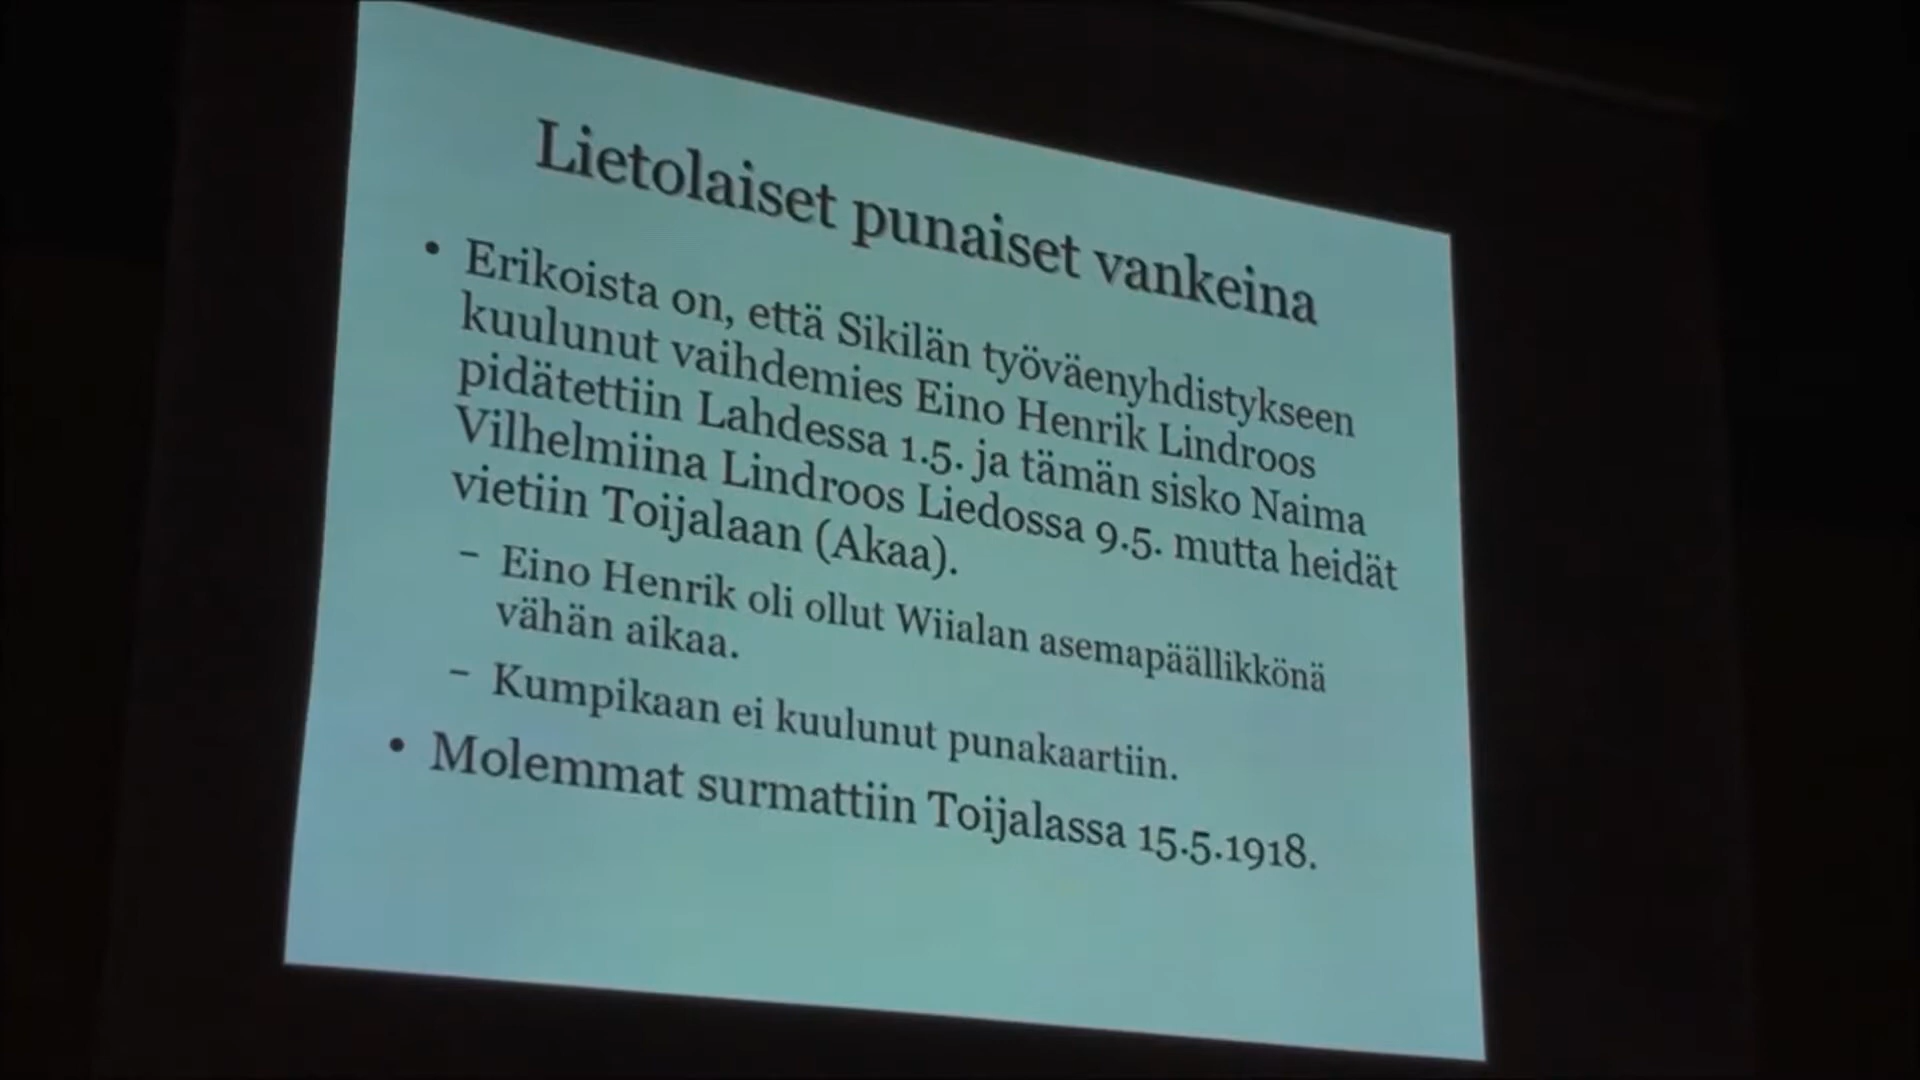 Lietolaiset punaiset vankeina
• Erikoista on, että Sikilän työväenyhdistykseen
kuulunut vaihdemies Eino Henrik Lindroos
pidätettiin Lahdessa 1.5. ja tämän sisko Naima
Vilhelmiina Lindroos Liedossa 9.5. mutta heidät
vietiin Toijalaan (Akaa).
– Eino Henrik oli ollut Wiialan asemapäällikkönä
vähän aikaa.
– Kumpikaan ei kuulunut punakaartiin.
• Molemmat surmattiin Toijalassa 15.5.1918.